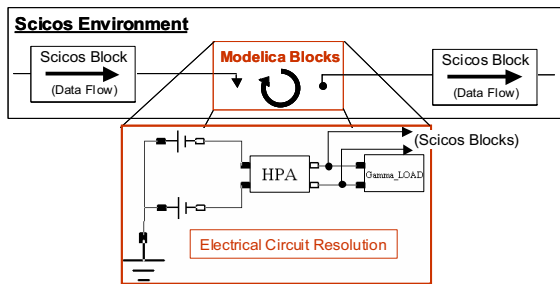 Scicos Environment
Scicos Block
(Data Flow)
Modelica Blocks
Scicos Block
(Data Flow)
(Scicos Blocks)
HPA
Gamma_LOAD
Electrical Circuit Resolution